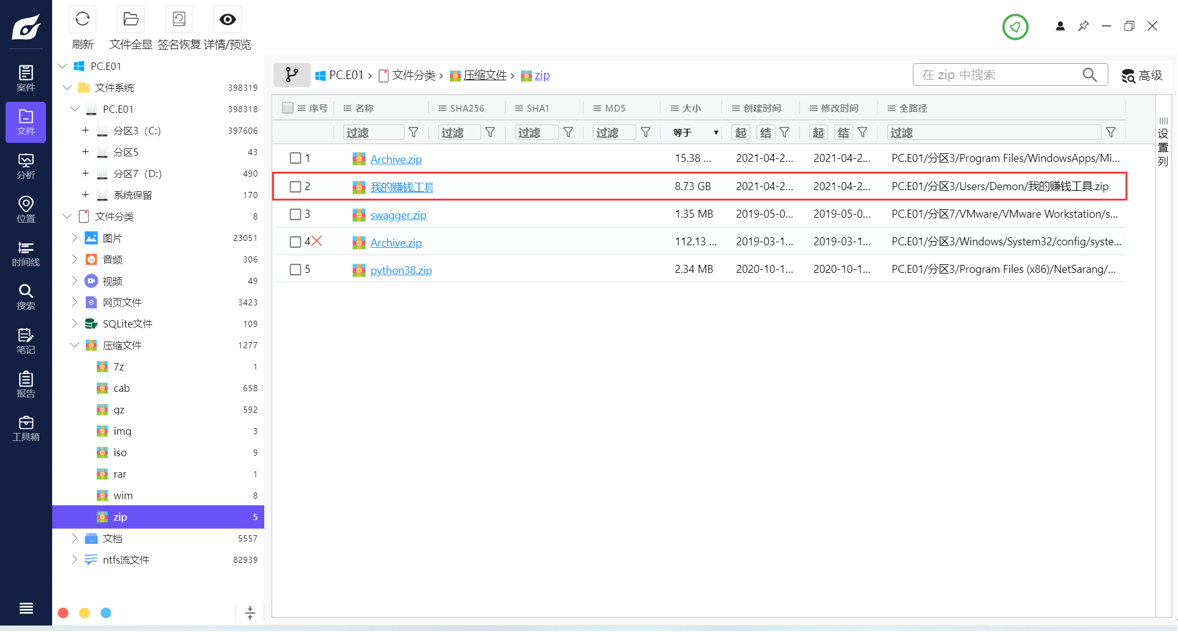 刷新 文件全显 签名恢复 详情/预览
案件
文件
分析
位置
时间线
搜索
笔记
报告
工具箱
PC.E01
文件系统 398319
PC.E01 398318
+ 分区3 (C:) 397606
+ 分区5 43
+ 分区7 (D:) 490
+ 系统保留 170
文件分类 8
图片 23051
音频 306
视频 49
网页文件 3423
SQLite文件 109
压缩文件 1277
7z 1
cab 658
gz 592
img 3
iso 9
rar 1
wim 8
zip 5
文档 5557
ntfs流文件 82939
PC.E01 › 文件分类 › 压缩文件 › zip
在 zip 中搜索
高级
序号 名称 SHA256 SHA1 MD5 大小 创建时间 修改时间 全路径
过滤 过滤 过滤 过滤 等于 起 结 起 结 过滤
1 Archive.zip 15.38 ... 2021-04-2... 2021-04-2... PC.E01/分区3/Program Files/WindowsApps/Mi...
2 我的赚钱工具 8.73 GB 2021-04-2... 2021-04-2... PC.E01/分区3/Users/Demon/我的赚钱工具.zip
3 swagger.zip 1.35 MB 2019-05-0... 2019-05-0... PC.E01/分区7/VMware/VMware Workstation/s...
4 Archive.zip 112.13 ... 2019-03-1... 2019-03-1... PC.E01/分区3/Windows/System32/config/syste...
5 python38.zip 2.34 MB 2020-10-1... 2020-10-1... PC.E01/分区3/Program Files (x86)/NetSarang/...
设置列